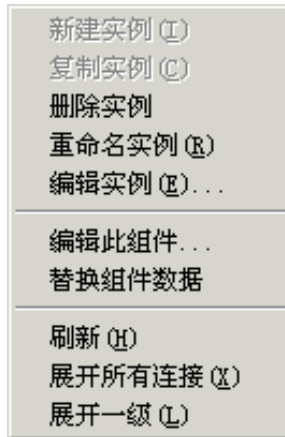 新建实例(I)
复制实例(C)
删除实例
重命名实例(R)
编辑实例(E)...
编辑此组件...
替换组件数据
刷新(H)
展开所有连接(X)
展开一级(L)